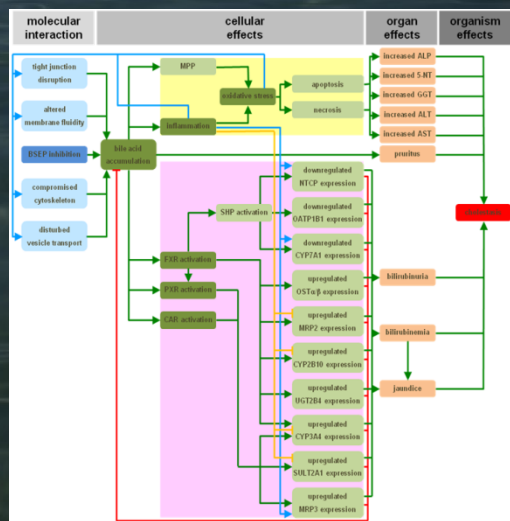 molecular
interaction
cellular
effects
organ
effects
organism
effects
tight junction
disruption
altered
membrane fluidity
BSEP inhibition
compromised
cytoskeleton
disturbed
vesicle transport
bile acid
accumulation
MPP
oxidative stress
inflammation
apoptosis
necrosis
SHP activation
FXR activation
PXR activation
CAR activation
downregulated
NTCP expression
downregulated
OATP1B1 expression
downregulated
CYP7A1 expression
upregulated
OSTα/β expression
upregulated
MRP2 expression
upregulated
CYP2B10 expression
upregulated
UGT2B4 expression
upregulated
CYP3A4 expression
upregulated
SULT2A1 expression
upregulated
MRP3 expression
increased ALP
increased 5-NT
increased GGT
increased ALT
increased AST
pruritus
bilirubinuria
bilirubinemia
jaundice